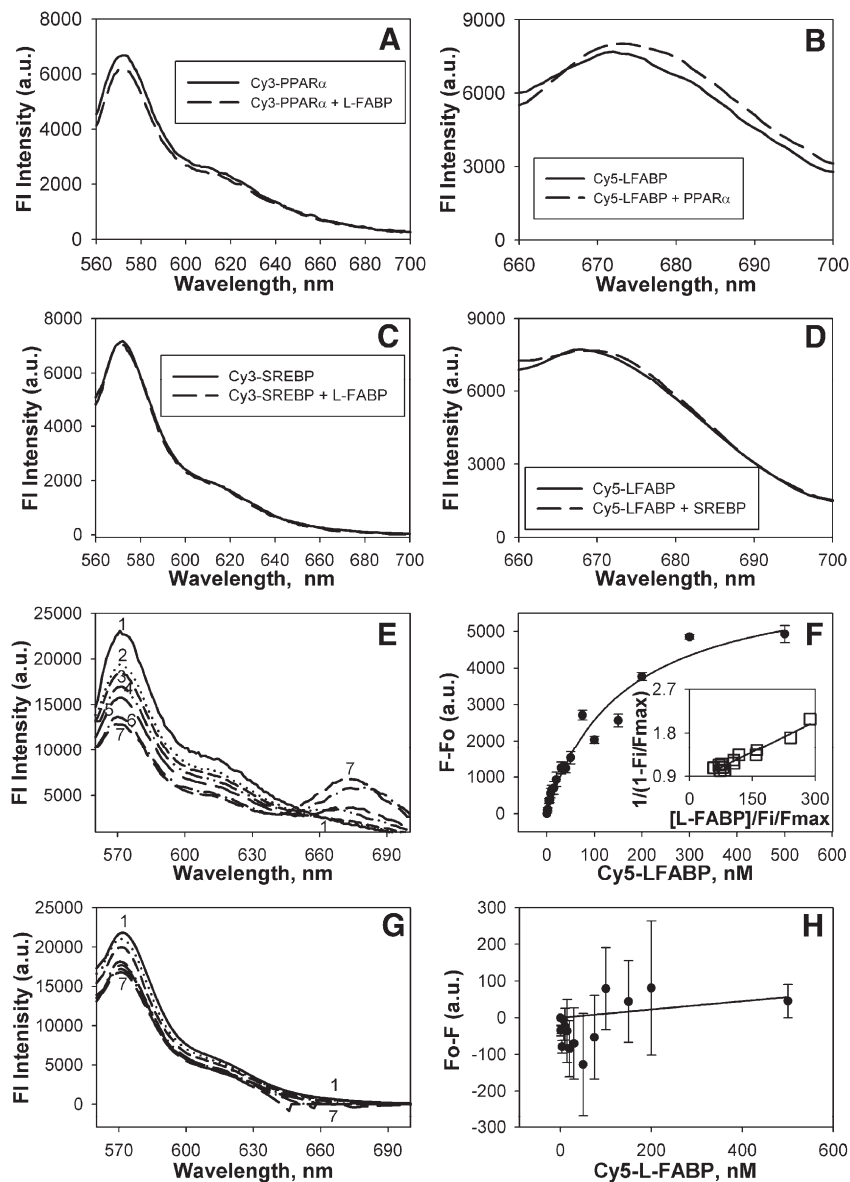 A
8000
6000
4000
2000
0
FI Intensity (a.u.)
Cy3-PPARα
Cy3-PPARα + L-FABP
560 580 600 620 640 660 680 700
Wavelength, nm
B
9000
6000
3000
0
FI Intensity (a.u.)
Cy5-LFABP
Cy5-LFABP + PPARα
660 670 680 690 700
Wavelength, nm
C
8000
6000
4000
2000
0
FI Intensity (a.u.)
Cy3-SREBP
Cy3-SREBP + L-FABP
560 580 600 620 640 660 680 700
Wavelength, nm
D
9000
6000
3000
0
FI Intensity (a.u.)
Cy5-LFABP
Cy5-LFABP + SREBP
660 670 680 690 700
Wavelength, nm
E
25000
20000
15000
10000
5000
FI Intensity (a.u.)
1
2
3
4
5
6
7
7
1
570 600 630 660 690
Wavelength, nm
F
5000
4000
3000
2000
1000
0
F-Fo (a.u.)
2.7
1.8
0.9
1/(1-Fi/Fmax)
0 150 300
[L-FABP]/Fi/Fmax
0 100 200 300 400 500 600
Cy5-LFABP, nM
G
25000
20000
15000
10000
5000
0
FI Intenisity (a.u.)
1
7
1
7
570 600 630 660 690
Wavelength, nm
H
300
200
100
0
-100
-200
-300
Fo-F (a.u.)
0 200 400 600
Cy5-L-FABP, nM